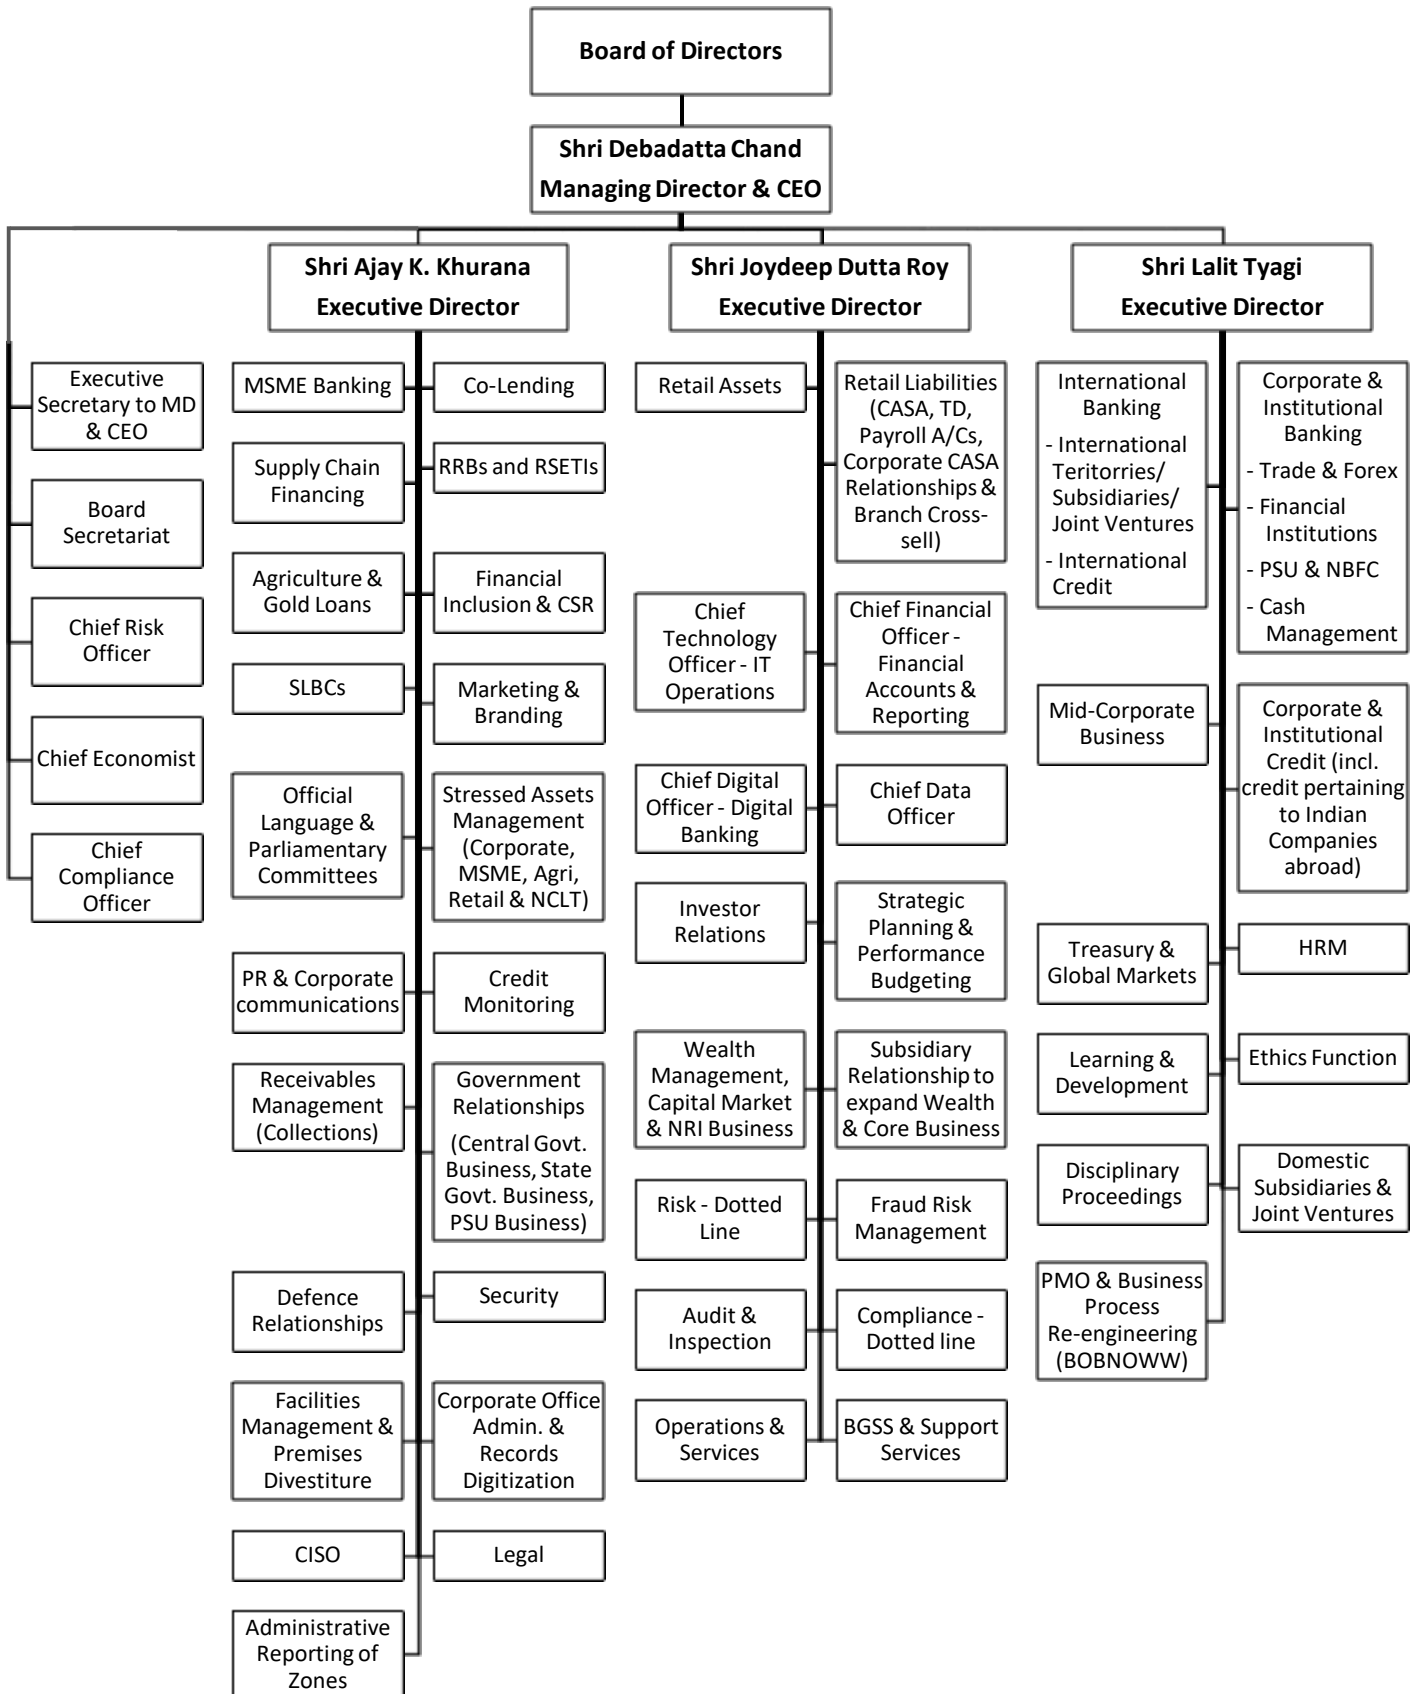 Board of Directors
Shri Debadatta Chand
Managing Director & CEO
Shri Ajay K. Khurana
Executive Director
Shri Joydeep Dutta Roy
Executive Director
Shri Lalit Tyagi
Executive Director
Executive
Secretary to MD
& CEO
Board
Secretariat
Chief Risk
Officer
Chief Economist
Chief
Compliance
Officer
MSME Banking
Co-Lending
Supply Chain
Financing
RRBs and RSETIs
Agriculture &
Gold Loans
Financial
Inclusion & CSR
SLBCs
Marketing &
Branding
Official
Language &
Parliamentary
Committees
Stressed Assets
Management
(Corporate,
MSME, Agri,
Retail & NCLT)
PR & Corporate
communications
Credit
Monitoring
Receivables
Management
(Collections)
Government
Relationships
(Central Govt.
Business, State
Govt. Business,
PSU Business)
Defence
Relationships
Security
Facilities
Management &
Premises
Divestiture
Corporate Office
Admin. &
Records
Digitization
CISO
Legal
Administrative
Reporting of
Zones
Retail Assets
Retail Liabilities
(CASA, TD,
Payroll A/Cs,
Corporate CASA
Relationships &
Branch Cross-
sell)
Chief
Technology
Officer - IT
Operations
Chief Financial
Officer -
Financial
Accounts &
Reporting
Chief Digital
Officer - Digital
Banking
Chief Data
Officer
Investor
Relations
Strategic
Planning &
Performance
Budgeting
Wealth
Management,
Capital Market
& NRI Business
Subsidiary
Relationship to
expand Wealth
& Core Business
Risk - Dotted
Line
Fraud Risk
Management
Audit &
Inspection
Compliance -
Dotted line
Operations &
Services
BGSS & Support
Services
International
Banking
- International
Teritorries/
Subsidiaries/
Joint Ventures
- International
Credit
Corporate &
Institutional
Banking
- Trade & Forex
- Financial
Institutions
- PSU & NBFC
- Cash
Management
Mid-Corporate
Business
Corporate &
Institutional
Credit (incl.
credit pertaining
to Indian
Companies
abroad)
Treasury &
Global Markets
HRM
Learning &
Development
Ethics Function
Disciplinary
Proceedings
Domestic
Subsidiaries &
Joint Ventures
PMO & Business
Process
Re-engineering
(BOBNOWW)